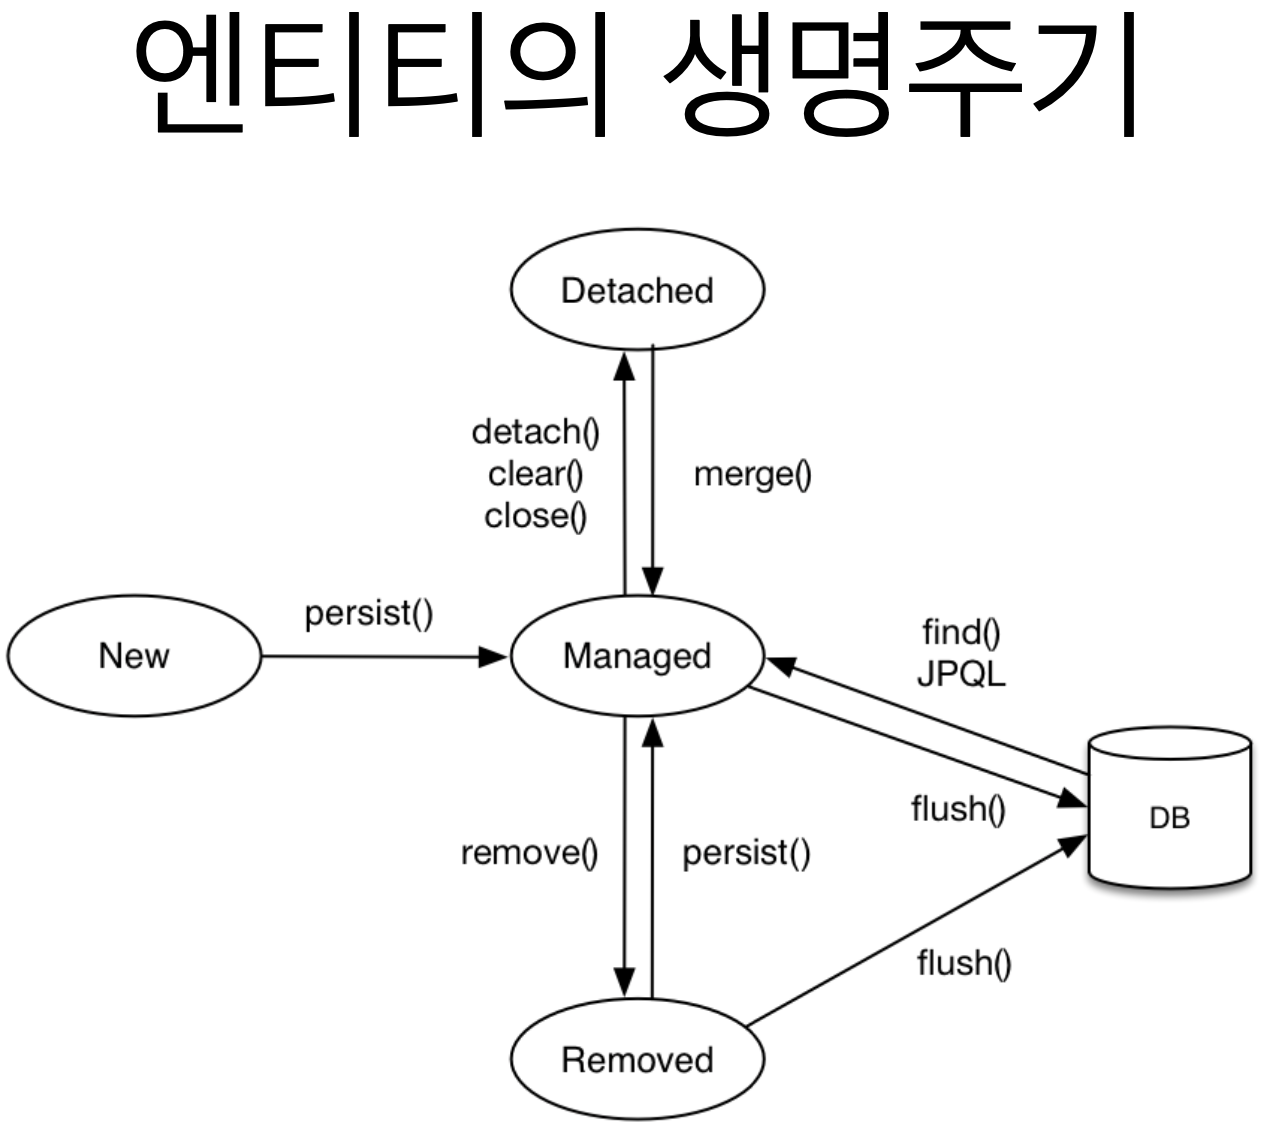 엔티티의 생명주기
Detached
detach()
clear()
close()
merge()
New
persist()
Managed
find()
JPQL
flush()
DB
remove()
persist()
flush()
Removed